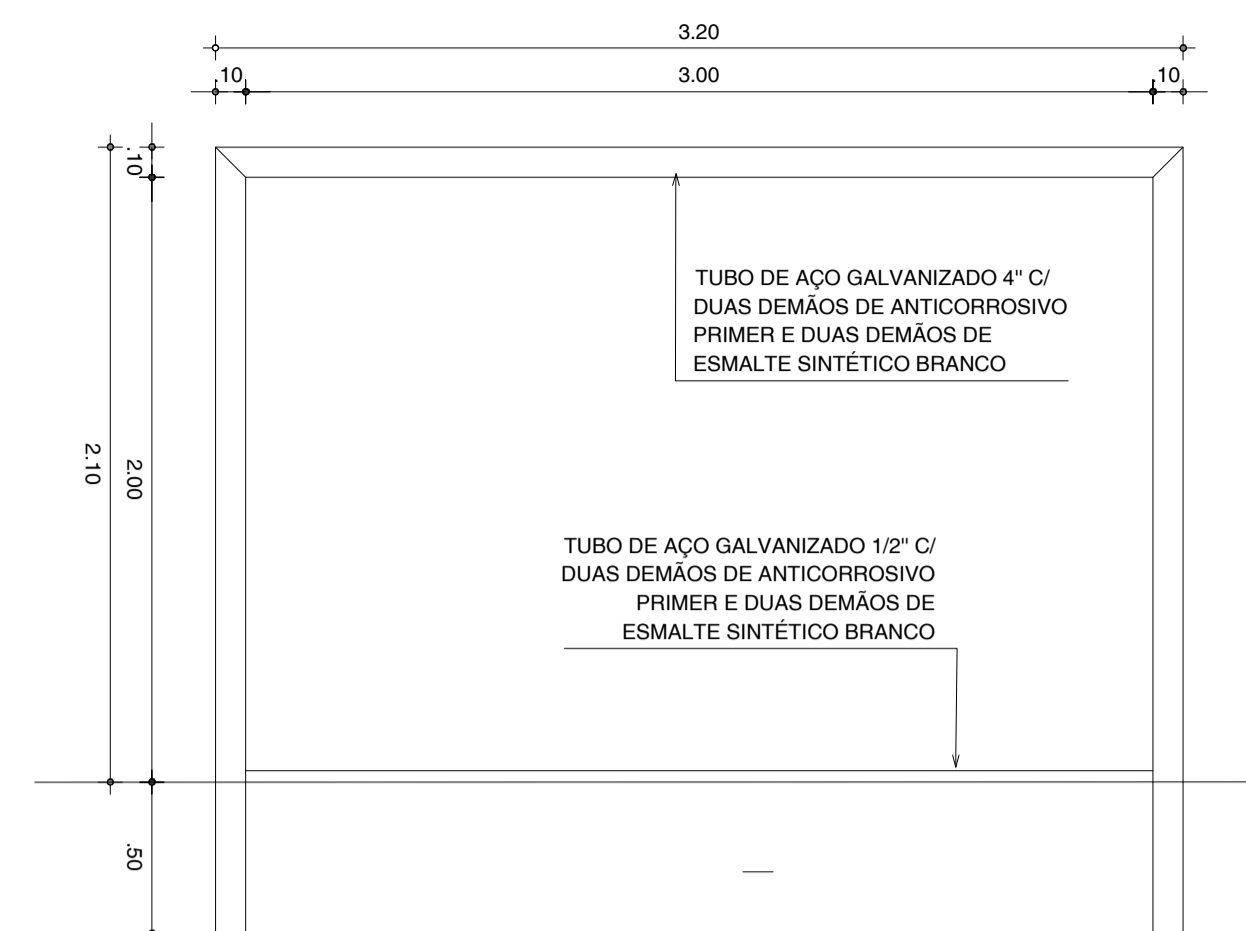 3.20
.10
3.00
.10
.10
2.10
2.00
TUBO DE AÇO GALVANIZADO 4" C/
DUAS DEMÃOS DE ANTICORROSIVO
PRIMER E DUAS DEMÃOS DE
ESMALTE SINTÉTICO BRANCO
TUBO DE AÇO GALVANIZADO 1/2" C/
DUAS DEMÃOS DE ANTICORROSIVO
PRIMER E DUAS DEMÃOS DE
ESMALTE SINTÉTICO BRANCO
.50